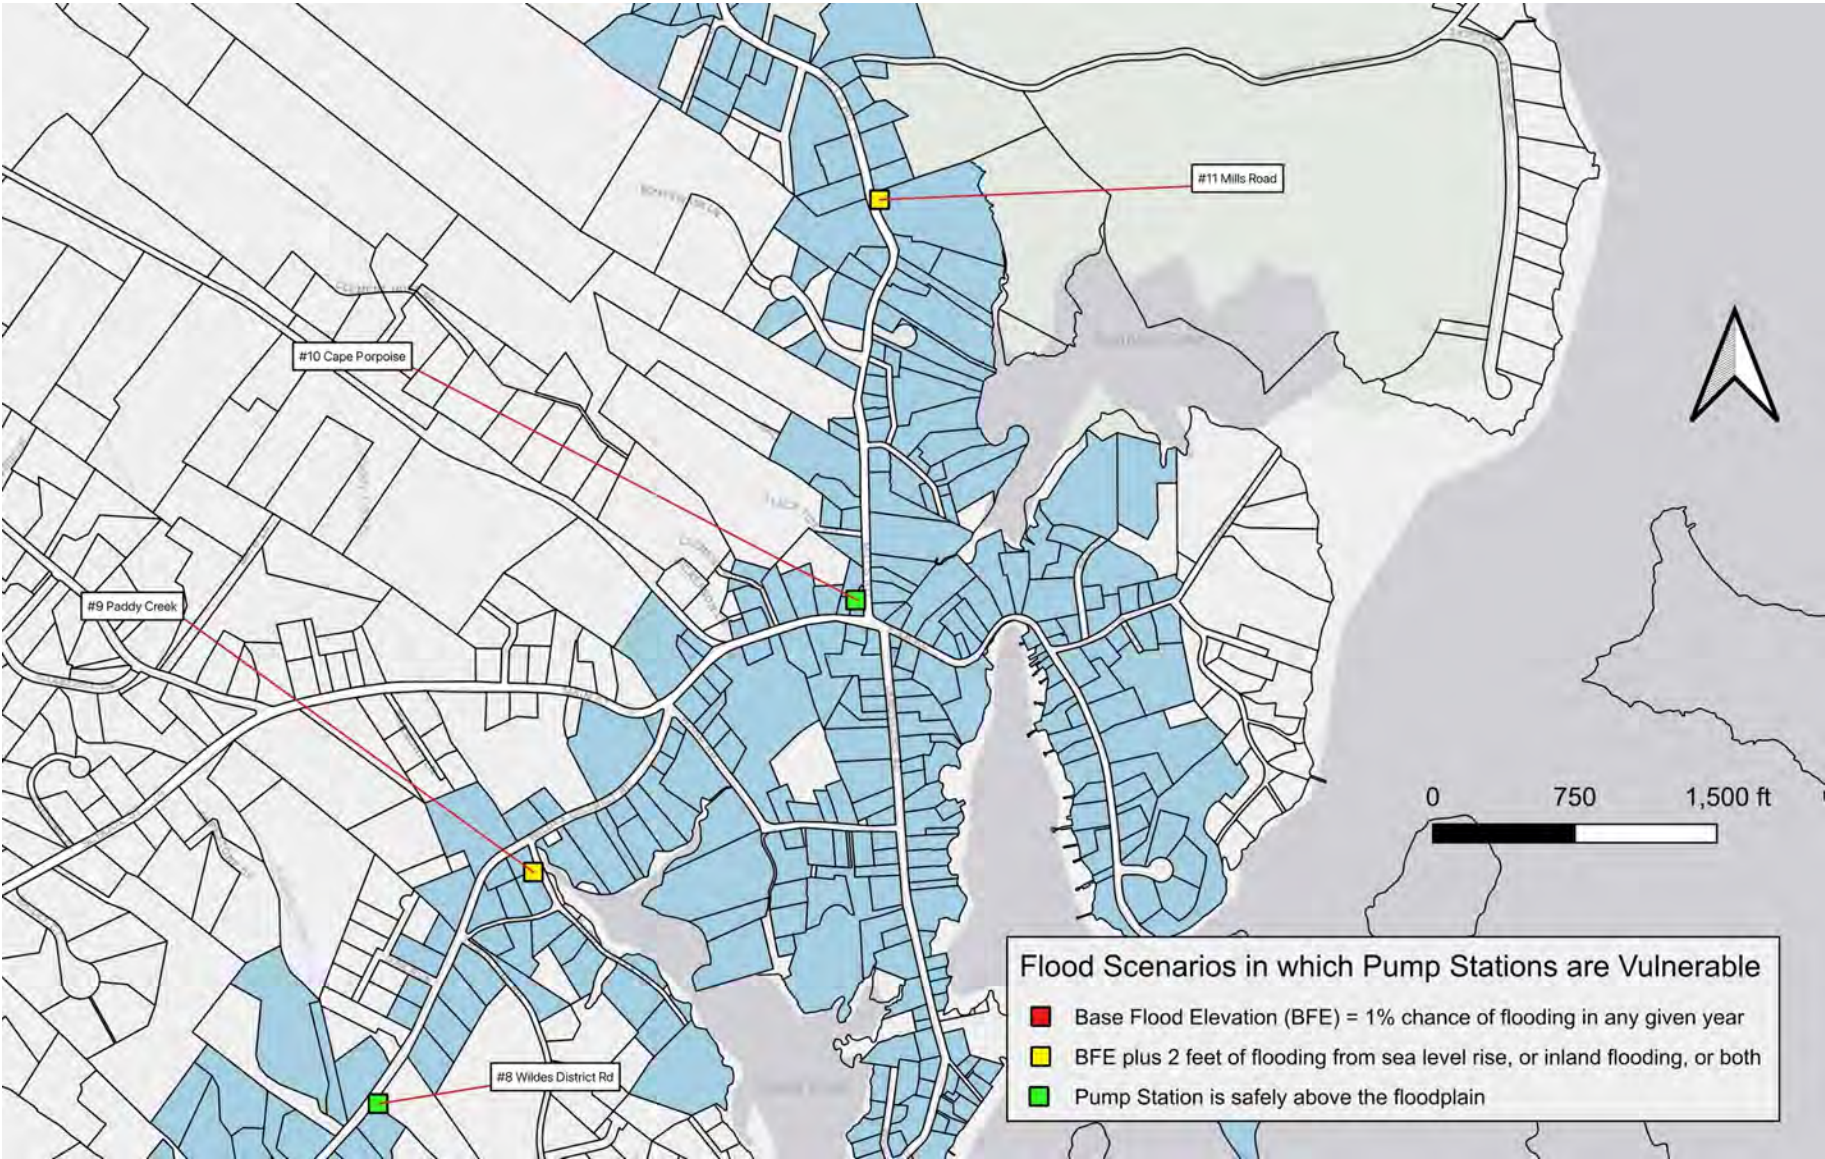 #11 Mills Road
#10 Cape Porpoise
#9 Paddy Creek
0 750 1,500 ft
Flood Scenarios in which Pump Stations are Vulnerable
Base Flood Elevation (BFE) = 1% chance of flooding in any given year
BFE plus 2 feet of flooding from sea level rise, or inland flooding, or both
Pump Station is safely above the floodplain
#8 Wildes District Rd